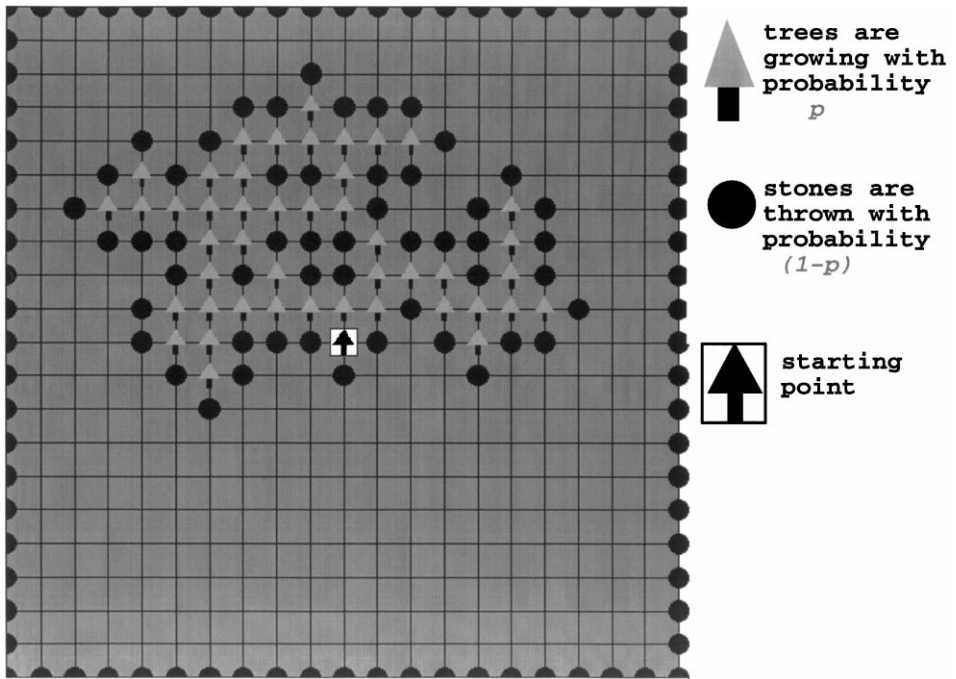 trees are
growing with
probability
p
stones are
thrown with
probability
(1-p)
starting
point